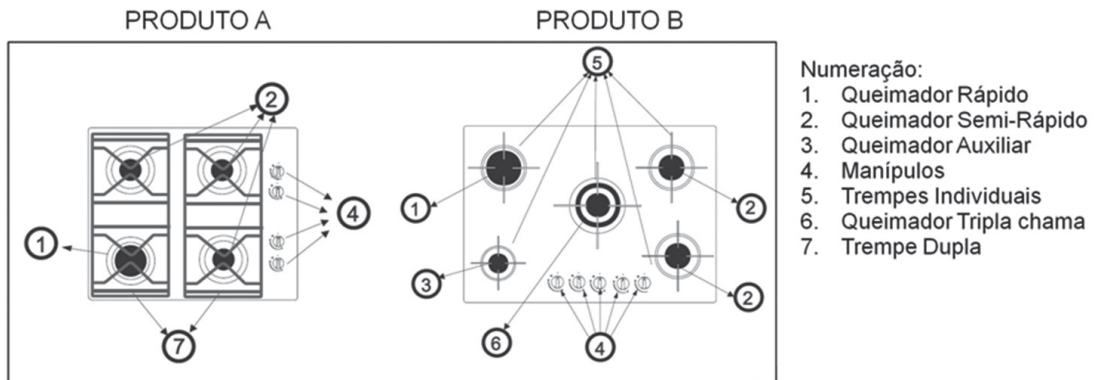 PRODUTO A
PRODUTO B
2
1
4
7
5
1
2
3
2
6
4
Numeração:
1. Queimador Rápido
2. Queimador Semi-Rápido
3. Queimador Auxiliar
4. Manípulos
5. Trempes Individuais
6. Queimador Tripla chama
7. Trempe Dupla